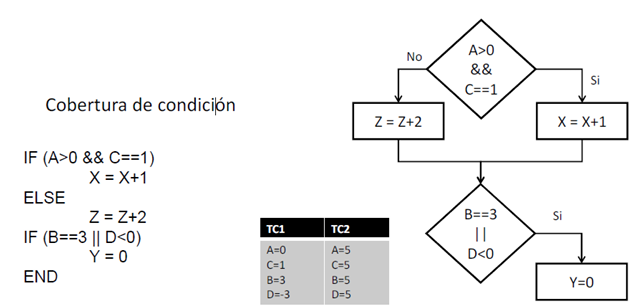 Cobertura de condición
IF (A>0 && C==1)
X = X+1
ELSE
Z = Z+2
IF (B==3 || D<0)
Y = 0
END
TC1 TC2
A=0 A=5
C=1 C=5
B=3 B=5
D=-3 D=5
A>0
&&
C==1
No
Si
Z = Z+2
X = X+1
B==3
||
D<0
Si
Y=0